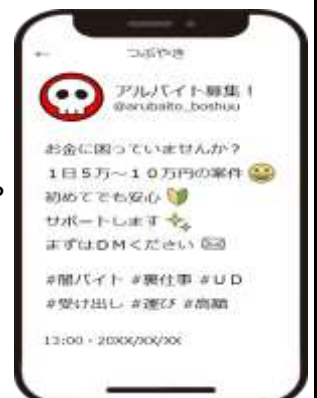 つぶやき
アルバイト募集！
@arubaito_boshuu
お金に困っていませんか？
1日5万～10万円の案件
初めてでも安心
サポートします
まずはDMください
#闇バイト #裏仕事 #UD
#受け出し #運び #高額
13:00・20XX/XX/XX